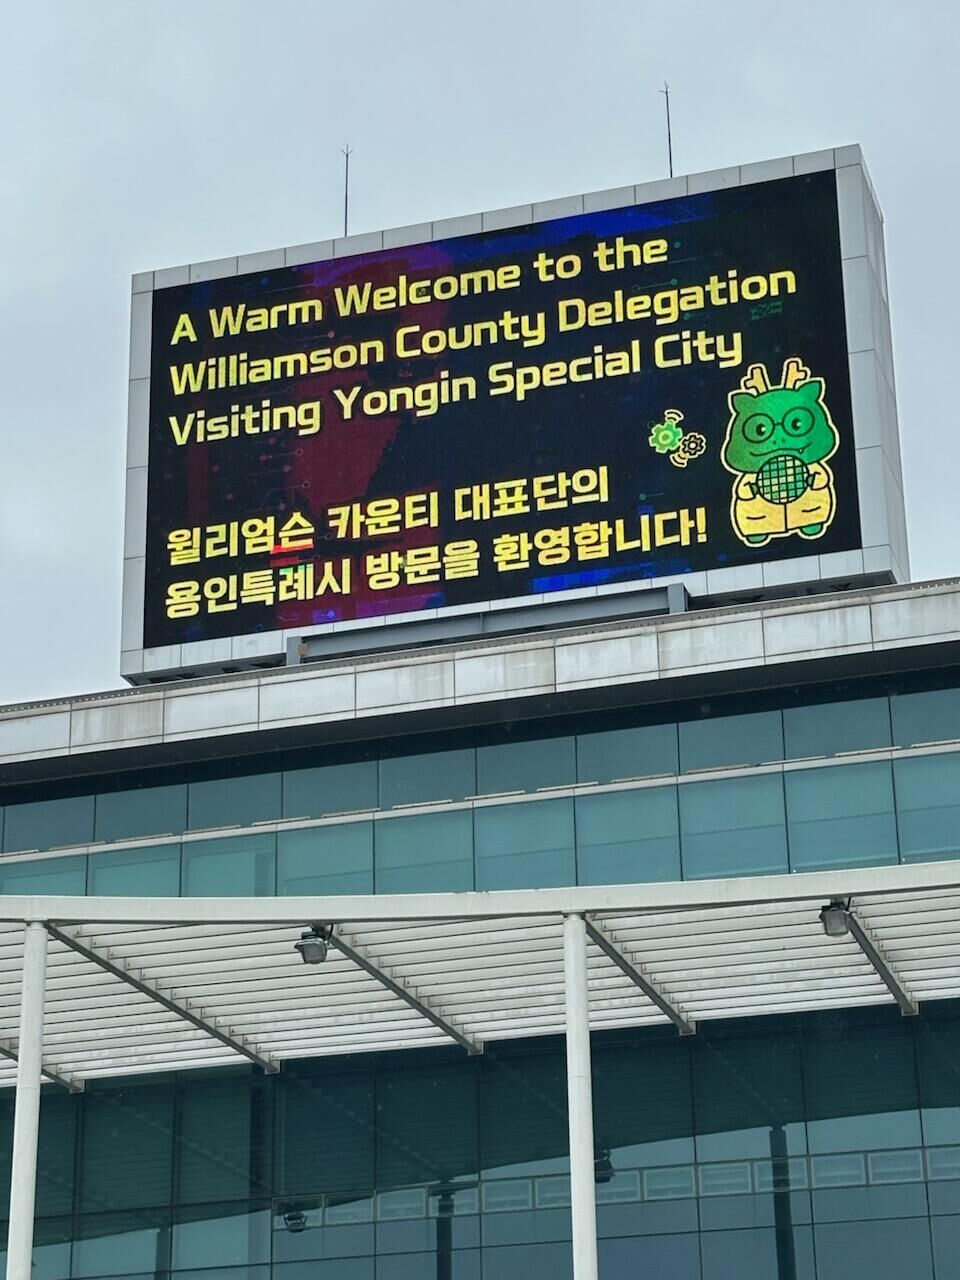 A Warm Welcome to the
Williamson County Delegation
Visiting Yongin Special City
윌리엄슨 카운티 대표단의
용인특례시 방문을 환영합니다!